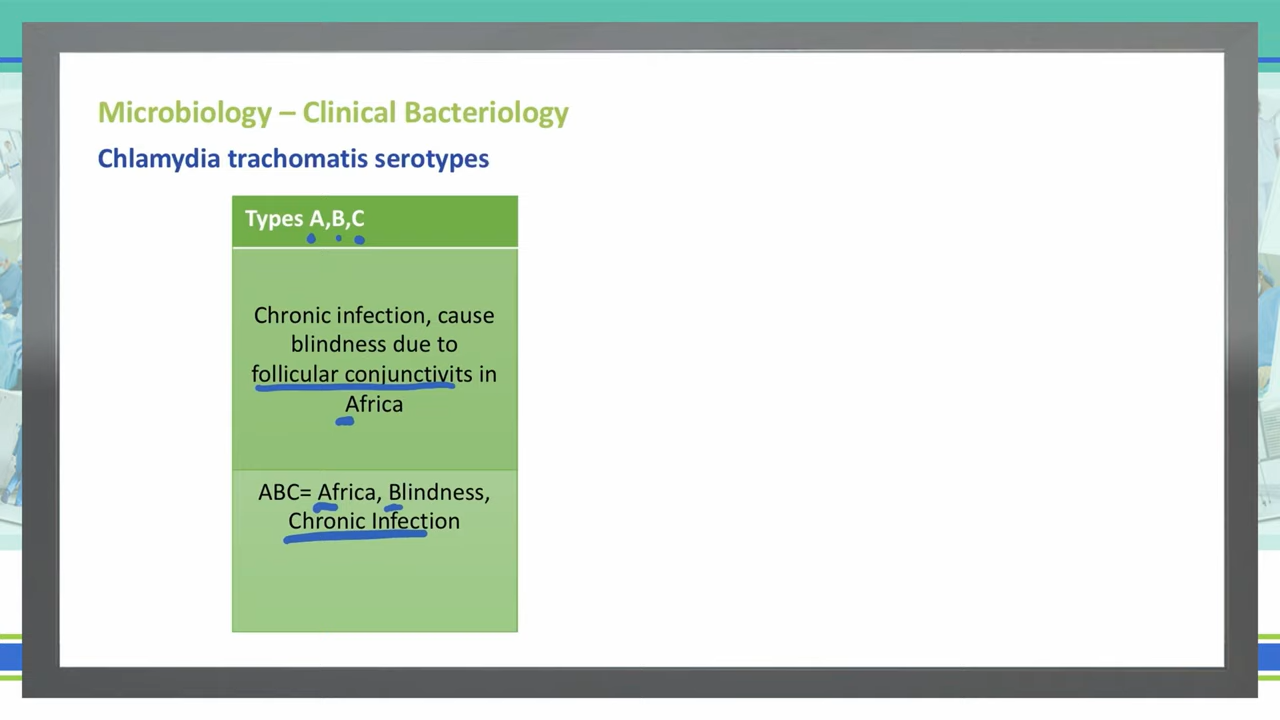 Microbiology – Clinical Bacteriology
Chlamydia trachomatis serotypes
Types A,B,C
Chronic infection, cause
blindness due to
follicular conjunctivits in
Africa
ABC= Africa, Blindness,
Chronic Infection